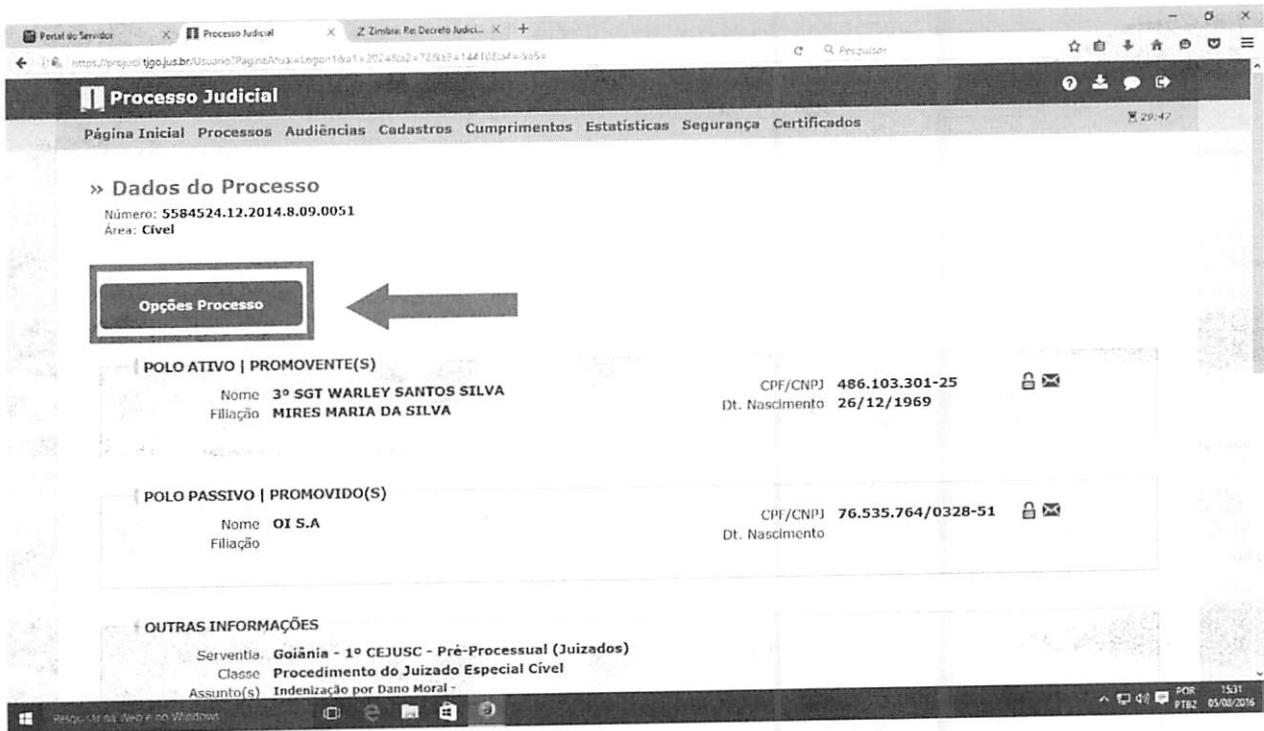 Portal do Servidor
Processo Judicial
Zimbra: Re: Decreto Judici...
Pesquisar
Processo Judicial
Página Inicial Processos Audiências Cadastros Cumprimentos Estatísticas Segurança Certificados
29:47
» Dados do Processo
Número: 5584524.12.2014.8.09.0051
Área: Cível
Opções Processo
POLO ATIVO | PROMOVENTE(S)
Nome 3º SGT WARLEY SANTOS SILVA CPF/CNPJ 486.103.301-25
Filiação MIRES MARIA DA SILVA Dt. Nascimento 26/12/1969
POLO PASSIVO | PROMOVIDO(S)
Nome OI S.A CPF/CNPJ 76.535.764/0328-51
Filiação Dt. Nascimento
OUTRAS INFORMAÇÕES
Serventia Goiânia - 1º CEJUSC - Pré-Processual (Juizados)
Classe Procedimento do Juizado Especial Cível
Assunto(s) Indenização por Dano Moral -
Pesquisar na Web e no Windows
POR 15:31
PTB2 05/08/2016